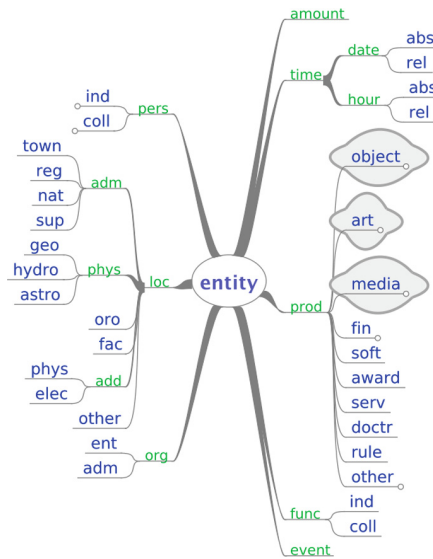 entity
amount
time
date
abs
rel
hour
abs
rel
prod
object
art
media
fin
soft
award
serv
doctr
rule
other
func
ind
coll
event
pers
ind
coll
loc
adm
town
reg
nat
sup
phys
geo
hydro
astro
oro
fac
add
phys
elec
other
org
ent
adm